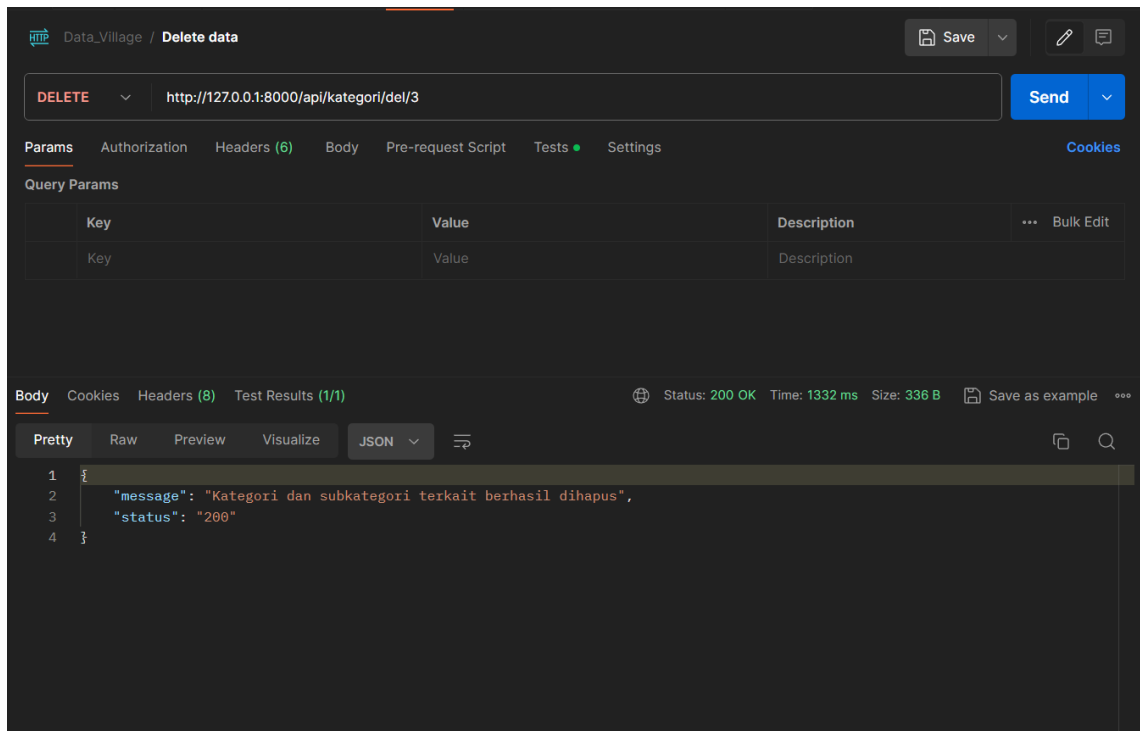 HTTP Data_Village / Delete data Save
DELETE http://127.0.0.1:8000/api/kategori/del/3 Send
Params Authorization Headers (6) Body Pre-request Script Tests Settings Cookies
Query Params
Key Value Description ••• Bulk Edit
Key Value Description
Body Cookies Headers (8) Test Results (1/1) Status: 200 OK Time: 1332 ms Size: 336 B Save as example
Pretty Raw Preview Visualize JSON
1 {
2 "message": "Kategori dan subkategori terkait berhasil dihapus",
3 "status": "200"
4 }